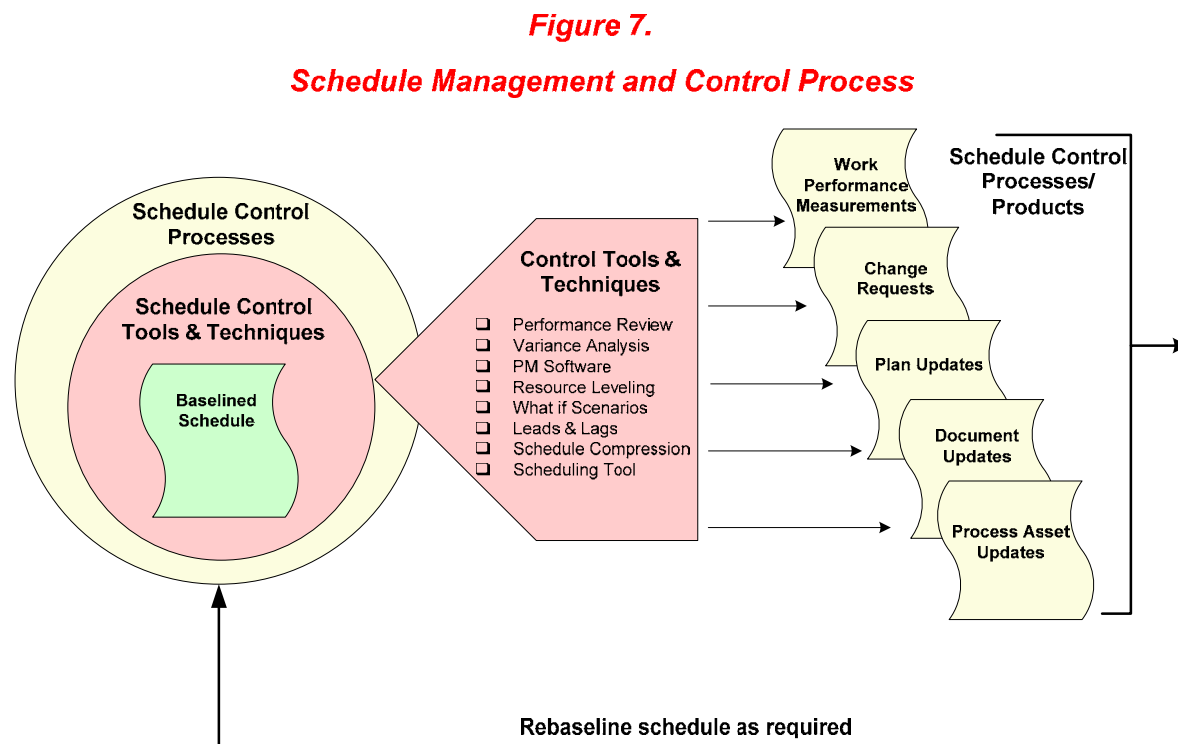 Figure 7.
Schedule Management and Control Process
Schedule Control
Processes
Schedule Control
Tools & Techniques
Baselined
Schedule
Control Tools &
Techniques
Performance Review
Variance Analysis
PM Software
Resource Leveling
What if Scenarios
Leads & Lags
Schedule Compression
Scheduling Tool
Work
Performance
Measurements
Change
Requests
Plan Updates
Document
Updates
Process Asset
Updates
Schedule Control
Processes/
Products
Rebaseline schedule as required